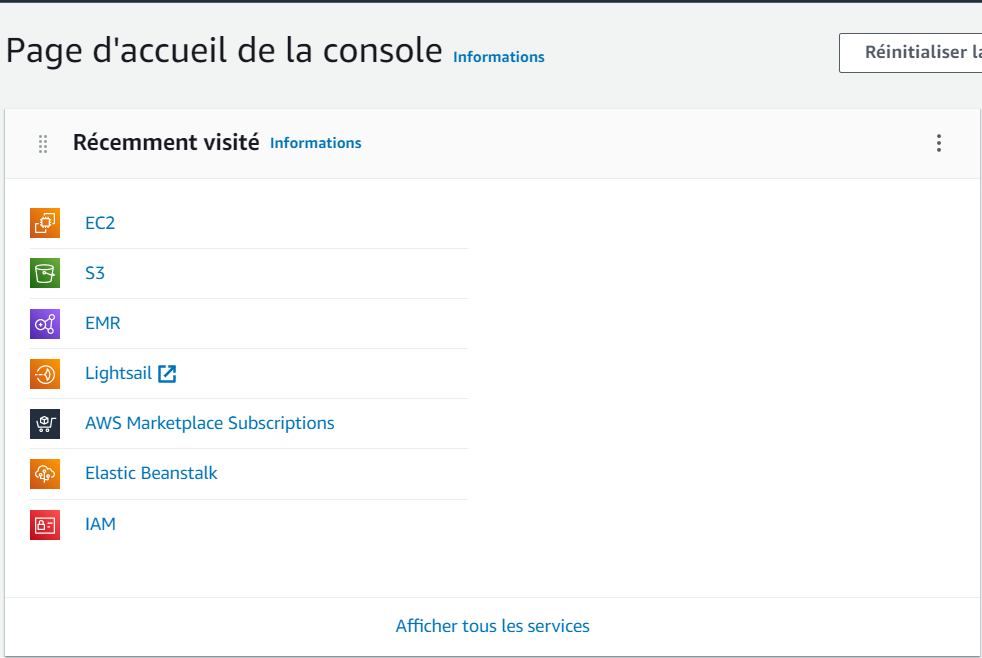 Page d'accueil de la console Informations
Réinitialiser
Récemment visité Informations
EC2
S3
EMR
Lightsail
AWS Marketplace Subscriptions
Elastic Beanstalk
IAM
Afficher tous les services